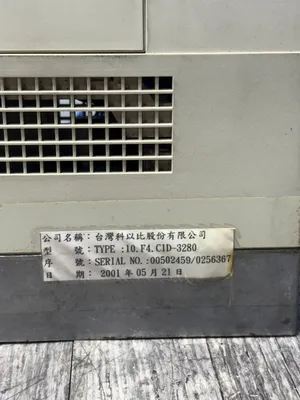 公司名稱：台灣科以比股份有限公司
型　　號：TYPE :10.F4.C1D-3280
序　　號：SERIAL NO.:00502459/0256367
日　　期：2001 年 05 月 21 日